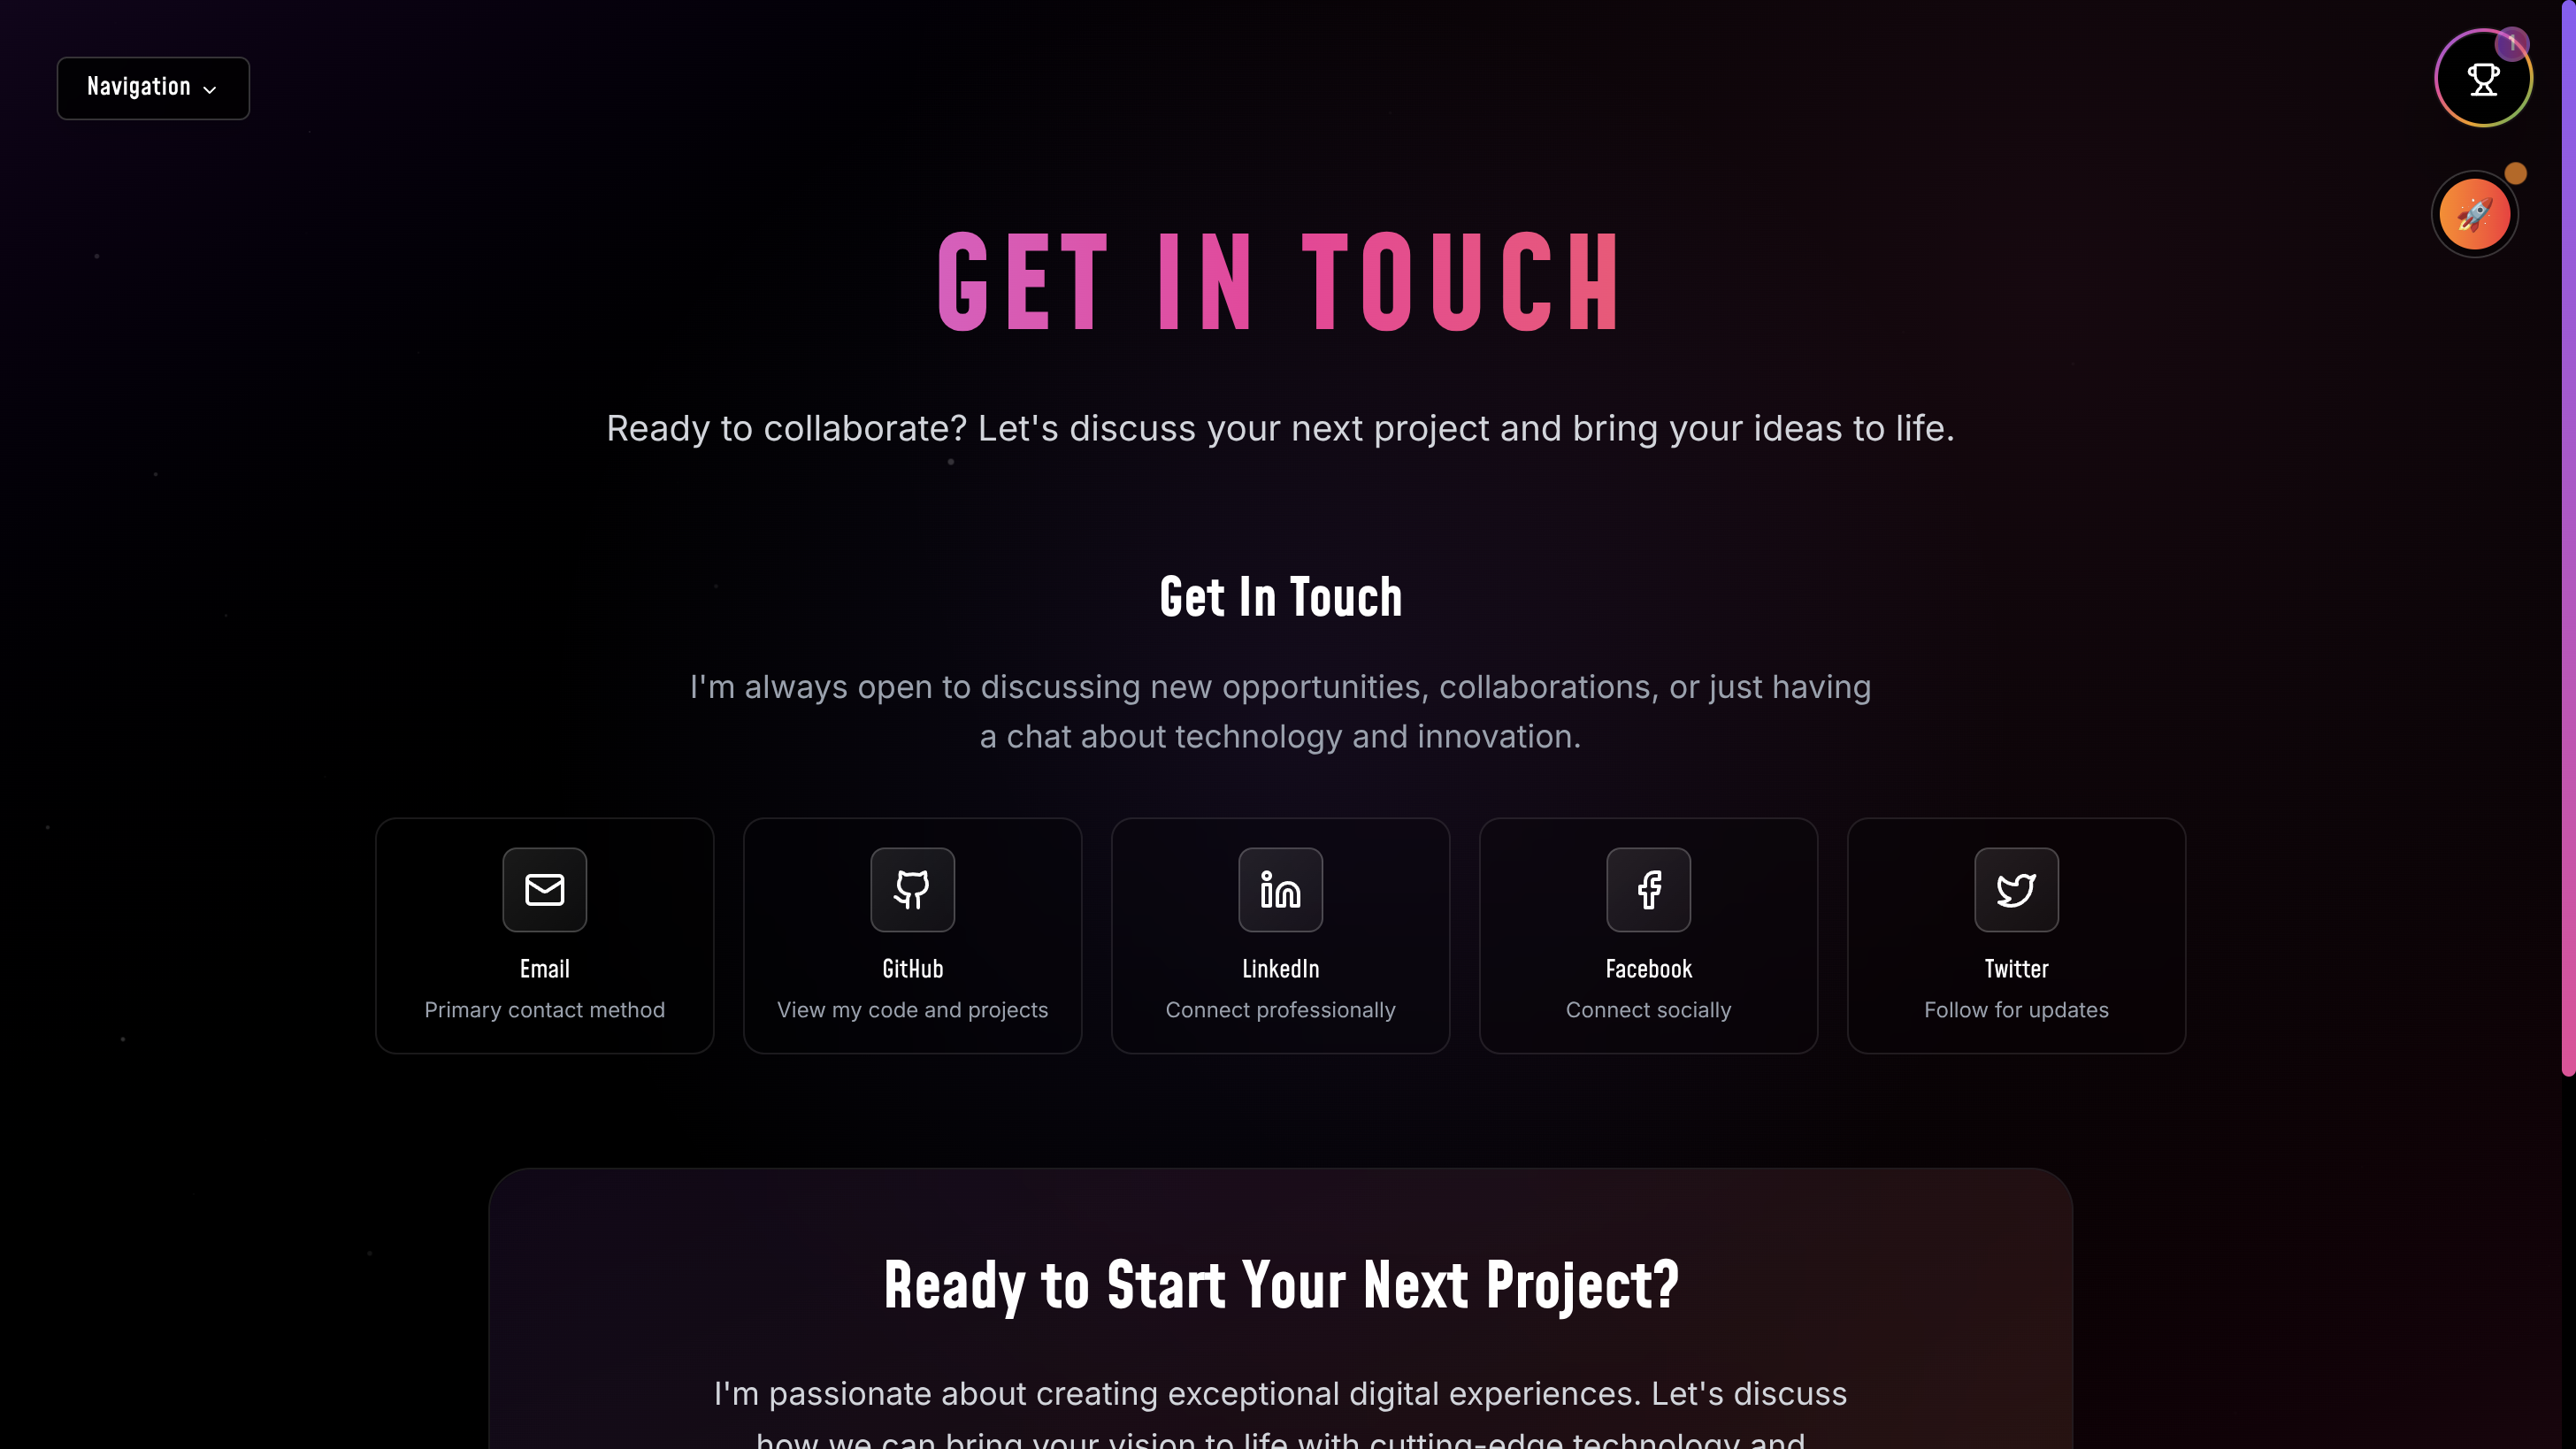 Navigation
1
GET IN TOUCH
Ready to collaborate? Let's discuss your next project and bring your ideas to life.
Get In Touch
I'm always open to discussing new opportunities, collaborations, or just having
a chat about technology and innovation.
Email
Primary contact method
GitHub
View my code and projects
LinkedIn
Connect professionally
Facebook
Connect socially
Twitter
Follow for updates
Ready to Start Your Next Project?
I'm passionate about creating exceptional digital experiences. Let's discuss
how we can bring your vision to life with cutting-edge technology and